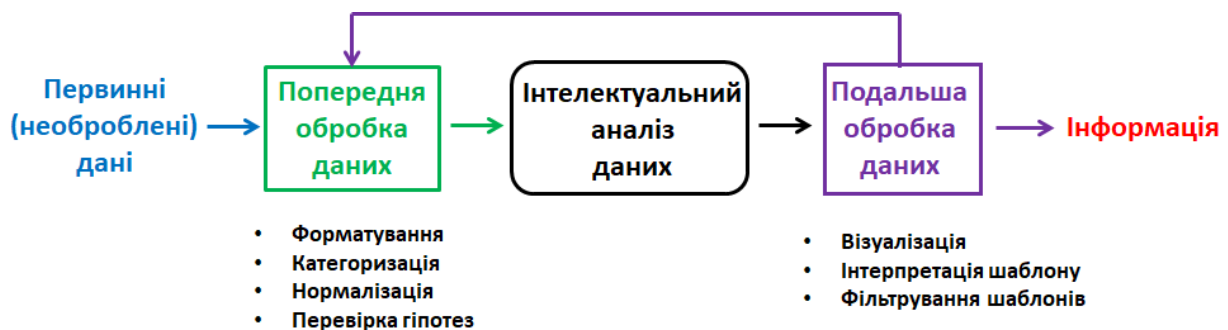 Первинні
(необроблені)
дані
Попередня
обробка
даних
Інтелектуальний
аналіз
даних
Подальша
обробка
даних
Інформація
• Форматування
• Категоризація
• Нормалізація
• Перевірка гіпотез
• Візуалізація
• Інтерпретація шаблону
• Фільтрування шаблонів